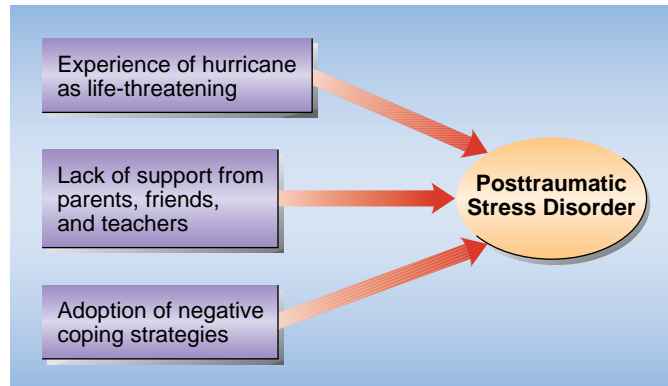 Experience of hurricane
as life-threatening
Lack of support from
parents, friends,
and teachers
Adoption of negative
coping strategies
Posttraumatic
Stress Disorder